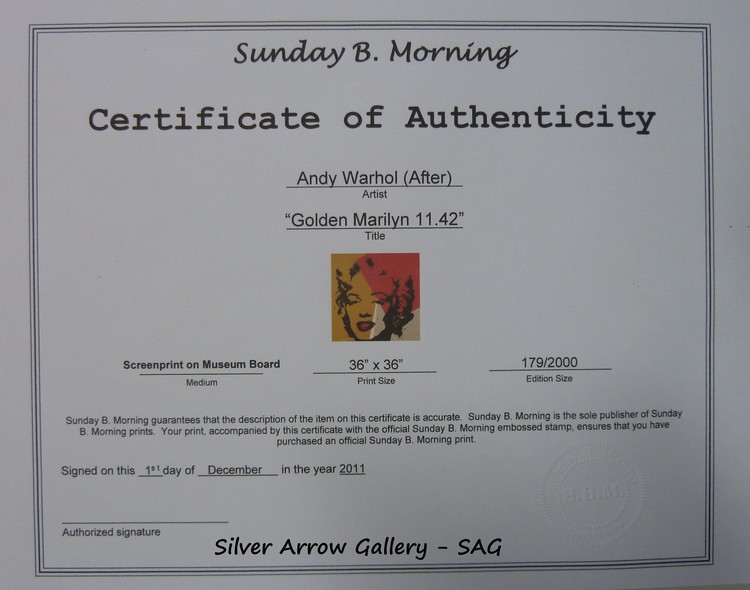 Sunday B. Morning
Certificate of Authenticity
Andy Warhol (After)
Artist
“Golden Marilyn 11.42”
Title
Screenprint on Museum Board
Medium
36” x 36”
Print Size
179/2000
Edition Size
Sunday B. Morning guarantees that the description of the item on this certificate is accurate. Sunday B. Morning is the sole publisher of Sunday
B. Morning prints. Your print, accompanied by this certificate with the official Sunday B. Morning embossed stamp, ensures that you have
purchased an official Sunday B. Morning print.
Signed on this 1st day of December in the year 2011
Authorized signature
Silver Arrow Gallery - SAG